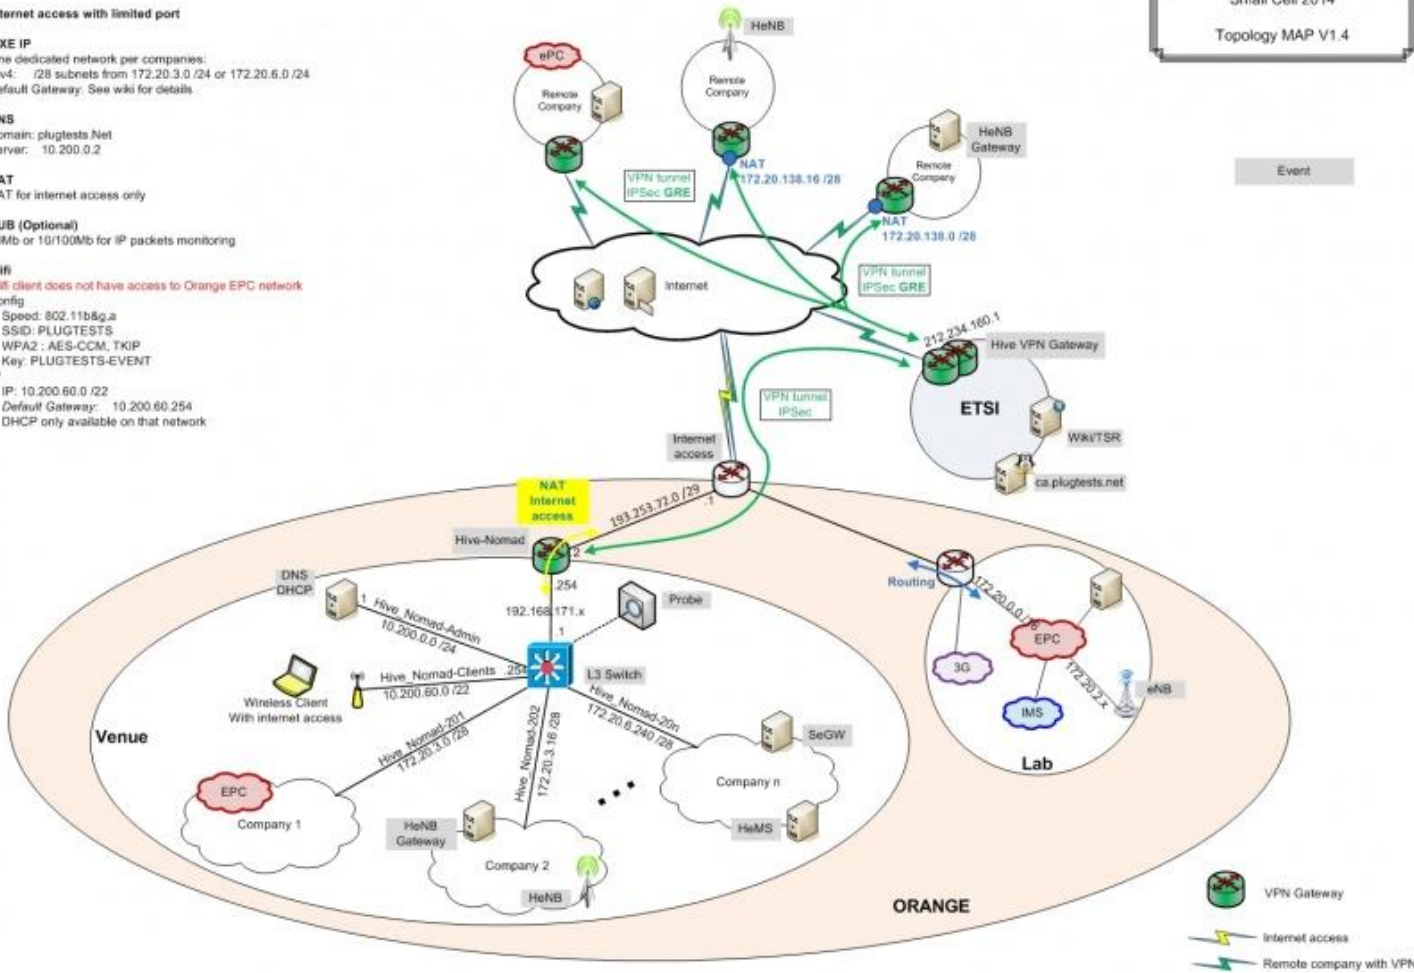 ternet access with limited port
XE IP
ne dedicated network per companies:
v4: /28 subnets from 172.20.3.0 /24 or 172.20.6.0 /24
efault Gateway: See wiki for details
NS
omain: plugtests.Net
erver: 10.200.0.2
AT
AT for internet access only
UB (Optional)
Mb or 10/100Mb for IP packets monitoring
ifi
ifi client does not have access to Orange EPC network
onfig
Speed: 802.11b&g,a
SSID: PLUGTESTS
WPA2 : AES-CCM, TKIP
Key: PLUGTESTS-EVENT
IP: 10.200.60.0 /22
Default Gateway: 10.200.60.254
DHCP only available on that network
Small Cell 2014
Topology MAP V1.4
Event
ePC
Remote
Company
HeNB
Remote
Company
HeNB
Gateway
Remote
Company
NAT
172.20.138.16 /28
NAT
172.20.138.0 /28
VPN tunnel
IPSec GRE
VPN tunnel
IPSec GRE
Internet
212.234.160.1
Hive VPN Gateway
ETSI
Wiki/TSR
ca.plugtests.net
VPN tunnel
IPSec
Internet
access
NAT
Internet
access
193.253.72.0 /29
.1
Hive-Nomad
.2
.254
192.168.171.x
.1
Probe
DNS
DHCP
.1 Hive_Nomad-Admin
10.200.0.0 /24
Hive_Nomad-Clients .254
10.200.60.0 /22
L3 Switch
Wireless Client
With internet access
Hive_Nomad-201
172.20.3.0 /28
Hive_Nomad-202
172.20.3.16 /28
Hive_Nomad-20n
172.20.6.240 /28
Venue
EPC
Company 1
HeNB
Gateway
Company 2
HeNB
SeGW
Company n
HeMS
Routing
172.20.0.0/16
EPC
3G
172.20.2.x
eNB
IMS
Lab
ORANGE
VPN Gateway
Internet access
Remote company with VPN